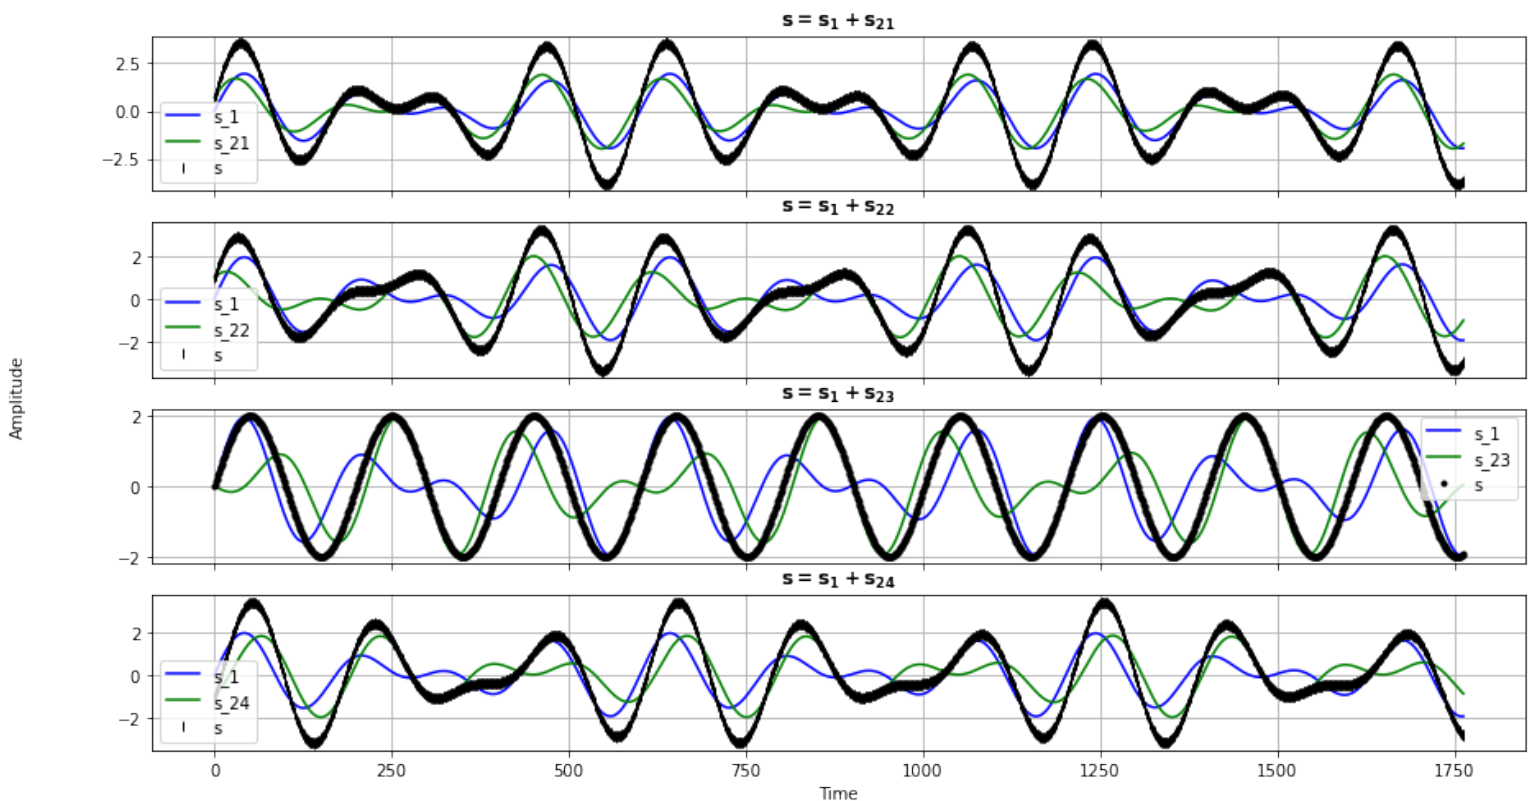 s = s₁ + s₂₁
2.5
0.0
−2.5
s_1
s_21
s
s = s₁ + s₂₂
2
0
−2
s_1
s_22
s
Amplitude
s = s₁ + s₂₃
2
0
−2
s_1
s_23
s
s = s₁ + s₂₄
2
0
−2
s_1
s_24
s
0 250 500 750 1000 1250 1500 1750
Time